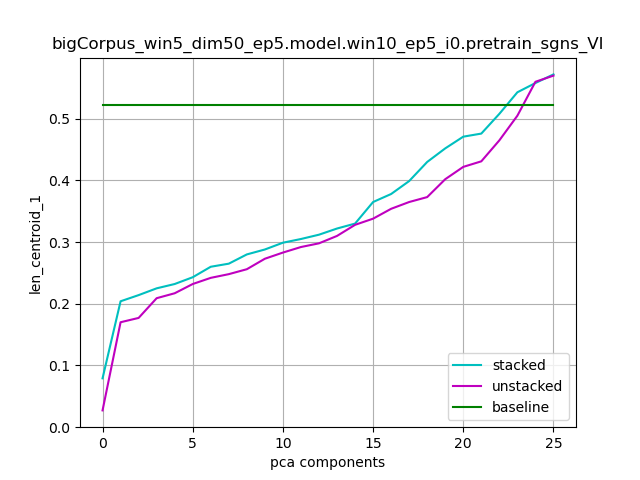 bigCorpus_win5_dim50_ep5.model.win10_ep5_i0.pretrain_sgns_VI
0.5
0.4
0.3
0.2
0.1
0.0
len_centroid_1
stacked
unstacked
baseline
0 5 10 15 20 25
pca components